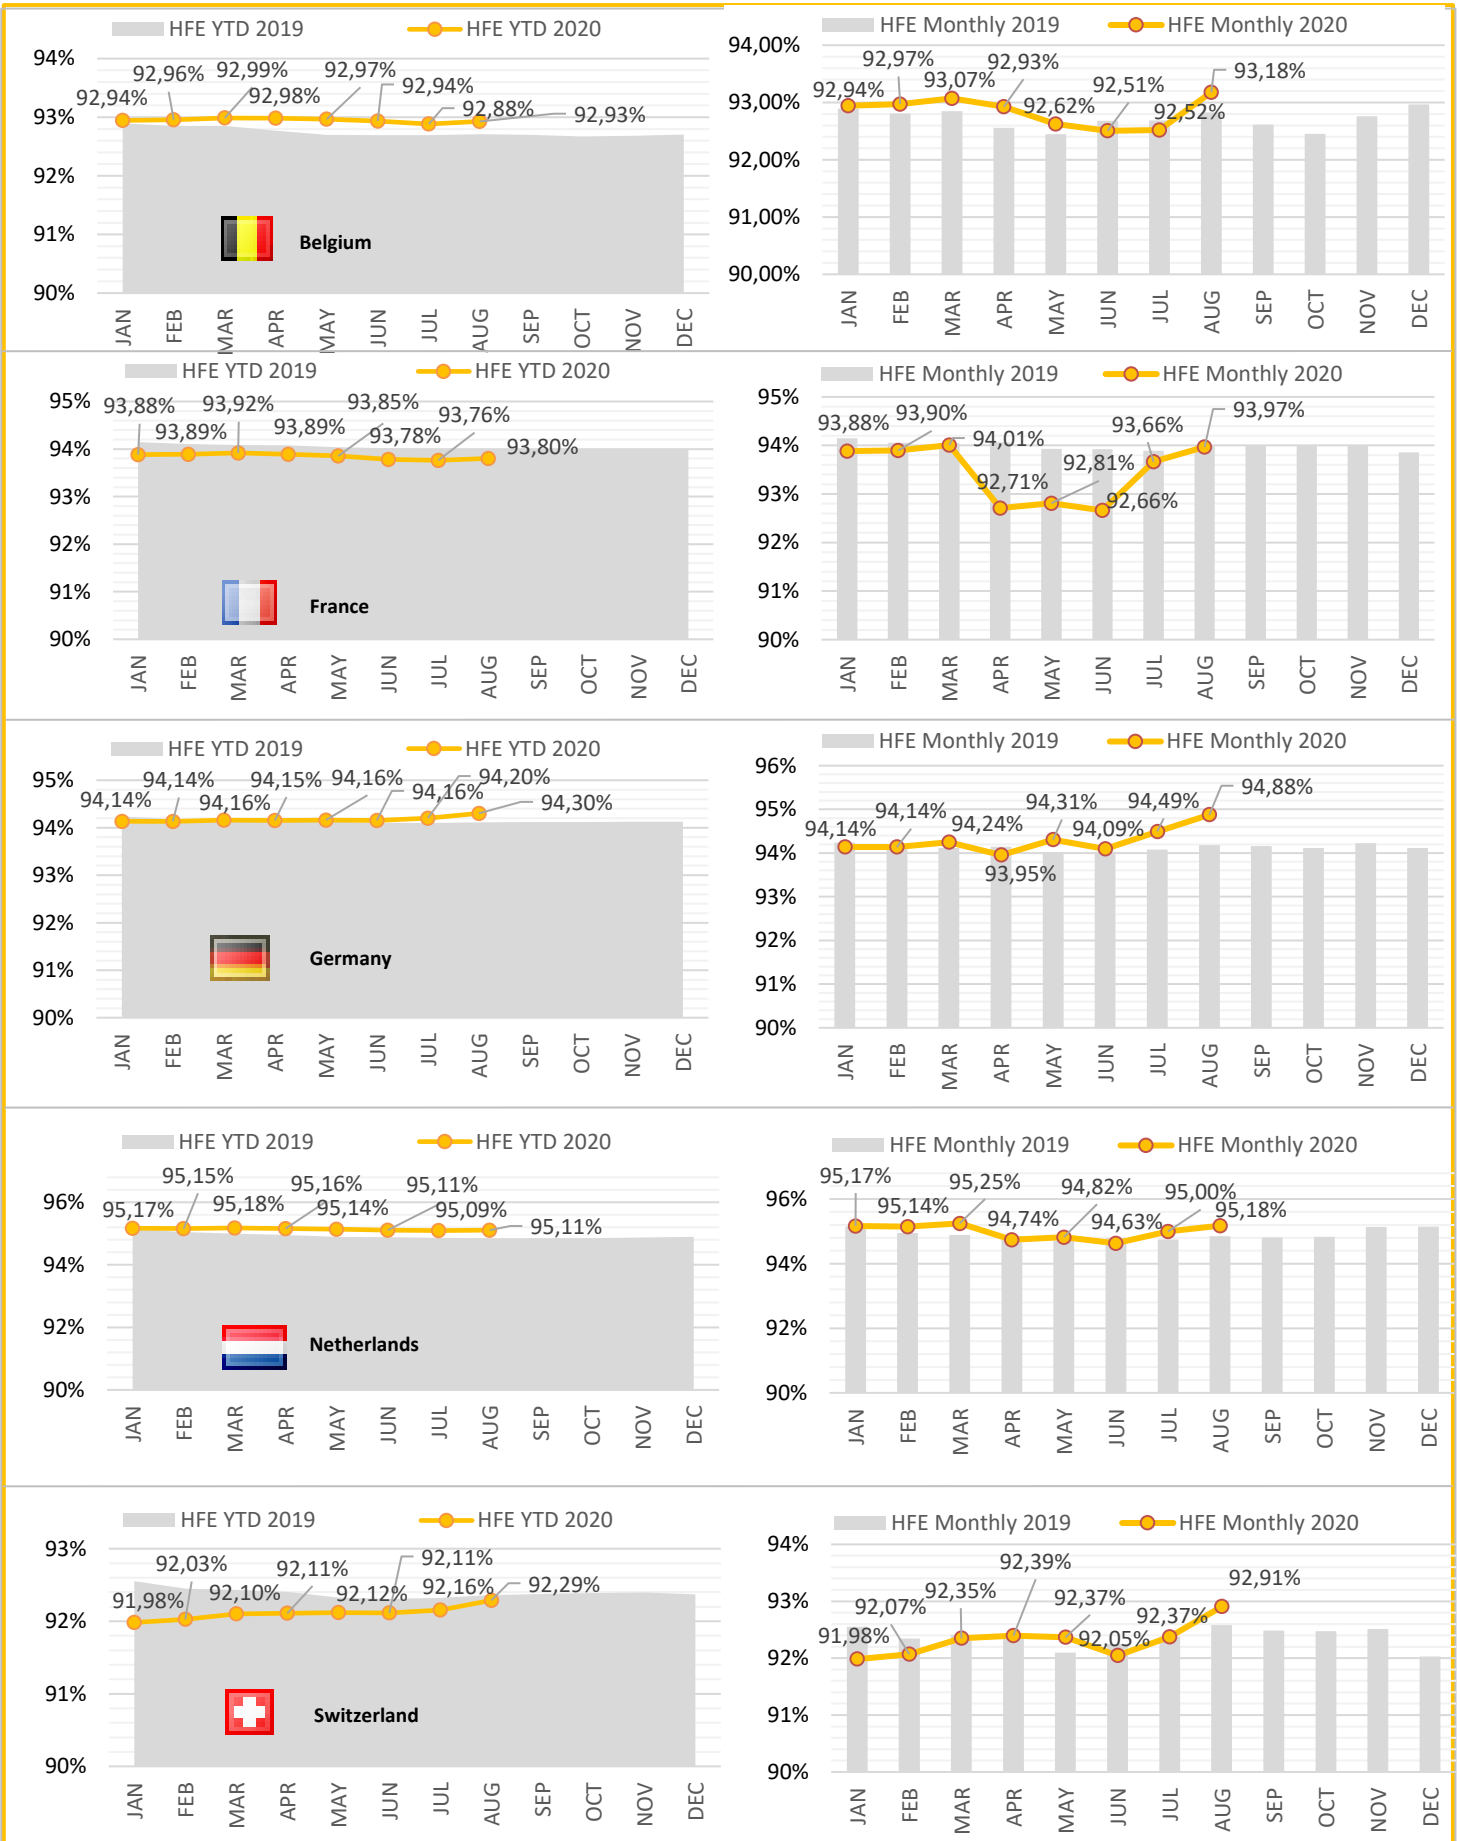 HFE YTD 2019 HFE YTD 2020
94%
93%
92%
91%
90%
92,94% 92,96% 92,99% 92,98% 92,97% 92,94% 92,88% 92,93%
Belgium
JAN FEB MAR APR MAY JUN JUL AUG SEP OCT NOV DEC
HFE Monthly 2019 HFE Monthly 2020
94,00%
93,00%
92,00%
91,00%
90,00%
92,94% 92,97% 93,07% 92,93% 92,62% 92,51% 92,52% 93,18%
JAN FEB MAR APR MAY JUN JUL AUG SEP OCT NOV DEC
HFE YTD 2019 HFE YTD 2020
95%
94%
93%
92%
91%
90%
93,88% 93,89% 93,92% 93,89% 93,85% 93,78% 93,76% 93,80%
France
JAN FEB MAR APR MAY JUN JUL AUG SEP OCT NOV DEC
HFE Monthly 2019 HFE Monthly 2020
95%
94%
93%
92%
91%
90%
93,88% 93,90% 94,01% 92,71% 92,81% 92,66% 93,66% 93,97%
JAN FEB MAR APR MAY JUN JUL AUG SEP OCT NOV DEC
HFE YTD 2019 HFE YTD 2020
95%
94%
93%
92%
91%
90%
94,14% 94,14% 94,16% 94,15% 94,16% 94,16% 94,20% 94,30%
Germany
JAN FEB MAR APR MAY JUN JUL AUG SEP OCT NOV DEC
HFE Monthly 2019 HFE Monthly 2020
96%
95%
94%
93%
92%
91%
90%
94,14% 94,14% 94,24% 93,95% 94,31% 94,09% 94,49% 94,88%
JAN FEB MAR APR MAY JUN JUL AUG SEP OCT NOV DEC
HFE YTD 2019 HFE YTD 2020
96%
94%
92%
90%
95,17% 95,15% 95,18% 95,16% 95,14% 95,11% 95,09% 95,11%
Netherlands
JAN FEB MAR APR MAY JUN JUL AUG SEP OCT NOV DEC
HFE Monthly 2019 HFE Monthly 2020
96%
94%
92%
90%
95,17% 95,14% 95,25% 94,74% 94,82% 94,63% 95,00% 95,18%
JAN FEB MAR APR MAY JUN JUL AUG SEP OCT NOV DEC
HFE YTD 2019 HFE YTD 2020
93%
92%
91%
90%
91,98% 92,03% 92,10% 92,11% 92,12% 92,11% 92,16% 92,29%
Switzerland
JAN FEB MAR APR MAY JUN JUL AUG SEP OCT NOV DEC
HFE Monthly 2019 HFE Monthly 2020
94%
93%
92%
91%
90%
91,98% 92,07% 92,35% 92,39% 92,37% 92,05% 92,37% 92,91%
JAN FEB MAR APR MAY JUN JUL AUG SEP OCT NOV DEC